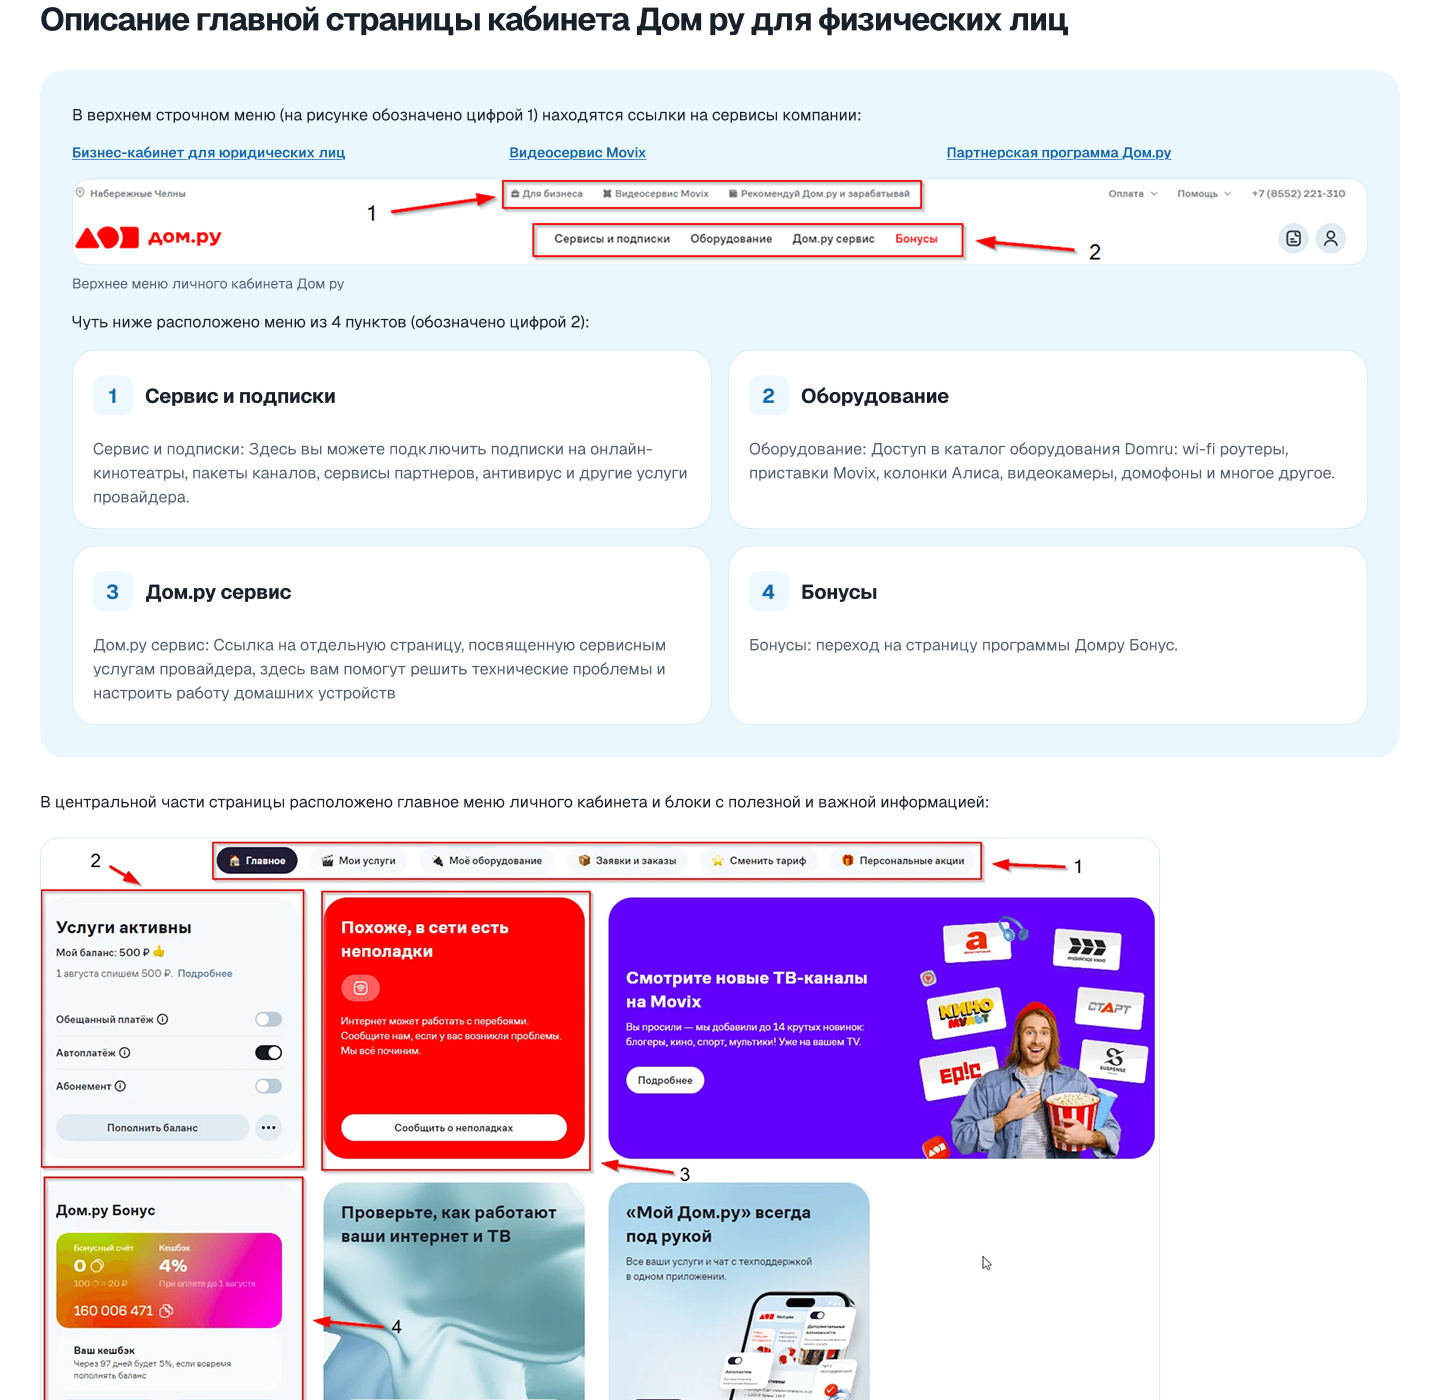 Описание главной страницы кабинета Дом ру для физических лиц
В верхнем строчном меню (на рисунке обозначено цифрой 1) находятся ссылки на сервисы компании:
Бизнес-кабинет для юридических лиц
Видеосервис Movix
Партнерская программа Дом.ру
Набережные Челны
Для бизнеса
Видеосервис Movix
Рекомендуй Дом.ру и зарабатывай
Оплата
Помощь
+7 (8552) 221-310
1
дом.ру
Сервисы и подписки
Оборудование
Дом.ру сервис
Бонусы
2
Верхнее меню личного кабинета Дом ру
Чуть ниже расположено меню из 4 пунктов (обозначено цифрой 2):
1
Сервис и подписки
Сервис и подписки: Здесь вы можете подключить подписки на онлайн-
кинотеатры, пакеты каналов, сервисы партнеров, антивирус и другие услуги
провайдера.
2
Оборудование
Оборудование: Доступ в каталог оборудования Domru: wi-fi роутеры,
приставки Movix, колонки Алиса, видеокамеры, домофоны и многое другое.
3
Дом.ру сервис
Дом.ру сервис: Ссылка на отдельную страницу, посвященную сервисным
услугам провайдера, здесь вам помогут решить технические проблемы и
настроить работу домашних устройств
4
Бонусы
Бонусы: переход на страницу программы Домру Бонус.
В центральной части страницы расположено главное меню личного кабинета и блоки с полезной и важной информацией:
2
Главное
Мои услуги
Моё оборудование
Заявки и заказы
Сменить тариф
Персональные акции
1
Услуги активны
Мой баланс: 500 ₽
1 августа спишем 500 ₽. Подробнее
Обещанный платёж
Автоплатёж
Абонемент
Пополнить баланс
Похоже, в сети есть
неполадки
Интернет может работать с перебоями.
Сообщите нам, если у вас возникли проблемы.
Мы всё починим.
Сообщить о неполадках
3
Смотрите новые ТВ-каналы
на Movix
Вы просили — мы добавили до 14 крутых новинок:
блогеры, кино, спорт, мультики! Уже на вашем TV.
Подробнее
a
ИНДИЙСКОЕ КИНО
КИНО
МУЛЬТ
СТАРТ
EP!C
SUSPENSE
Дом.ру Бонус
Бонусный счёт
Кешбэк
0
4%
100 = 20 ₽
При оплате до 1 августа
160 006 471
Ваш кешбэк
Через 97 дней будет 5%, если вовремя
пополнять баланс
4
Проверьте, как работают
ваши интернет и ТВ
«Мой Дом.ру» всегда
под рукой
Все ваши услуги и чат с техподдержкой
в одном приложении.